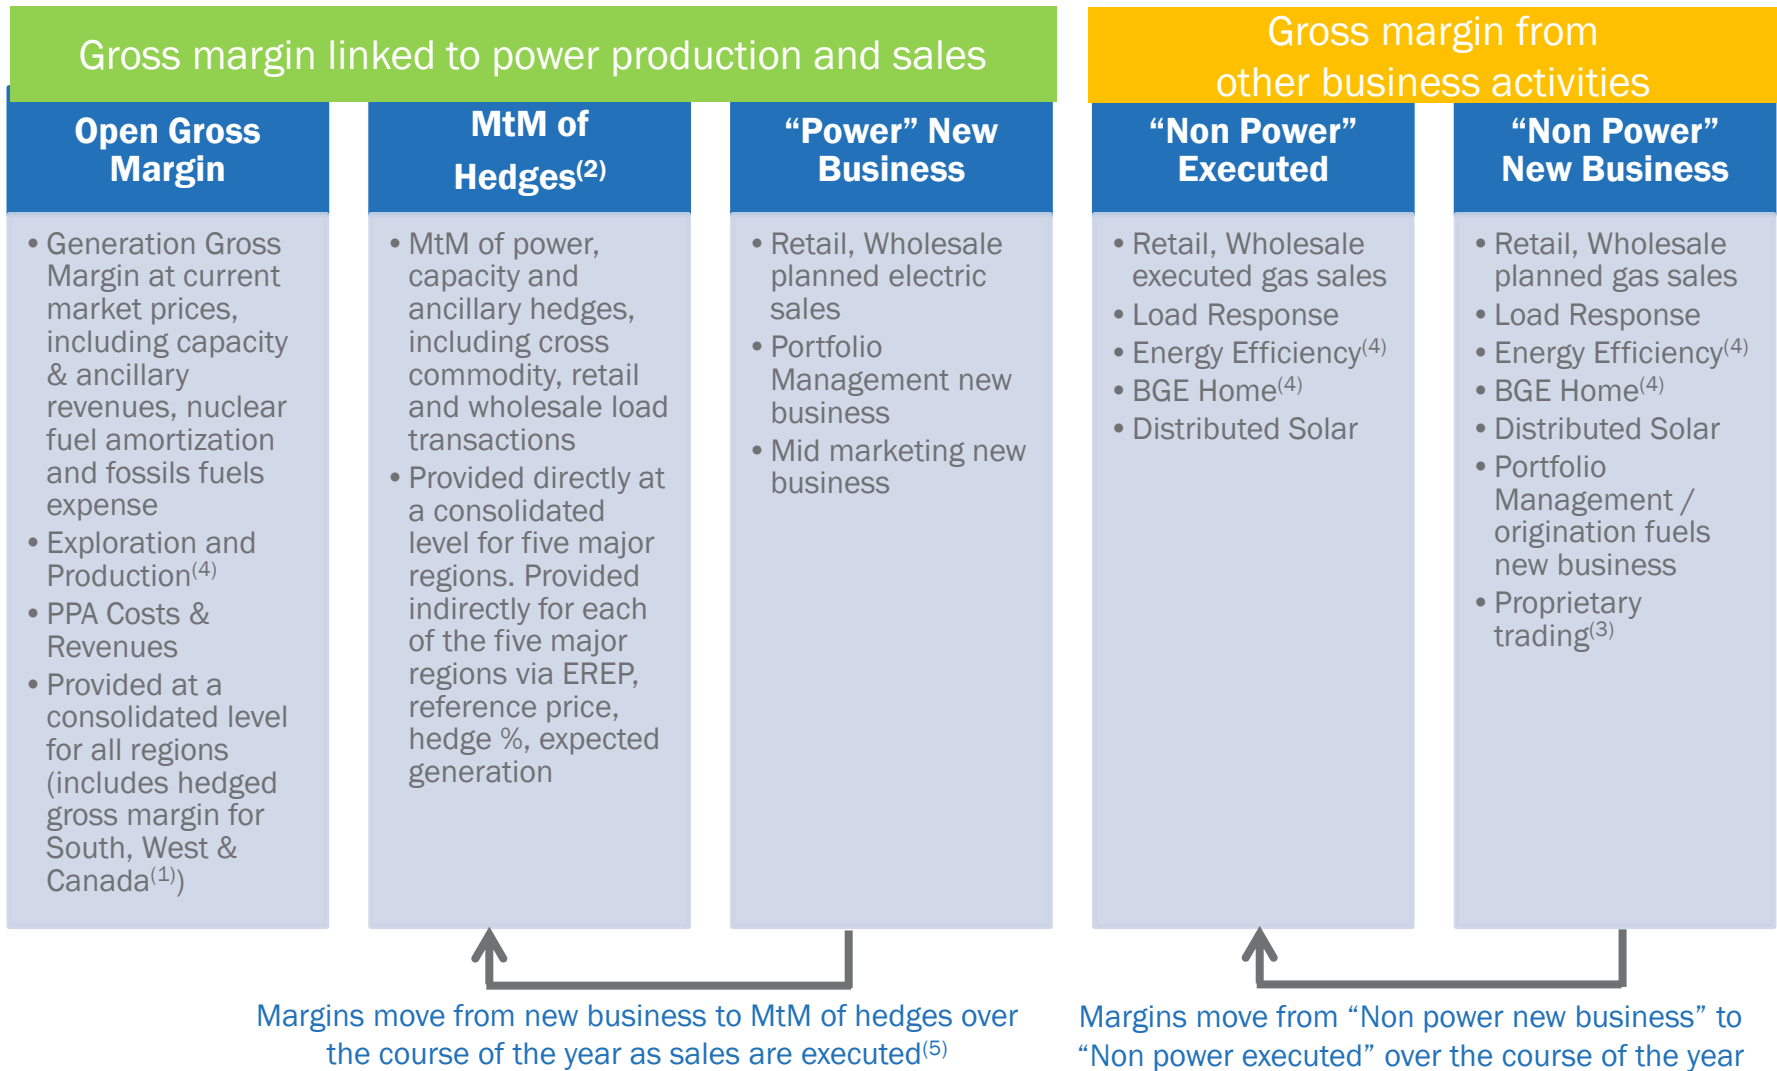 Gross margin linked to power production and sales
Gross margin from
other business activities
Open Gross
Margin
• Generation Gross
Margin at current
market prices,
including capacity
& ancillary
revenues, nuclear
fuel amortization
and fossils fuels
expense
• Exploration and
Production(4)
• PPA Costs &
Revenues
• Provided at a
consolidated level
for all regions
(includes hedged
gross margin for
South, West &
Canada(1))
MtM of
Hedges(2)
• MtM of power,
capacity and
ancillary hedges,
including cross
commodity, retail
and wholesale load
transactions
• Provided directly at
a consolidated
level for five major
regions. Provided
indirectly for each
of the five major
regions via EREP,
reference price,
hedge %, expected
generation
“Power” New
Business
• Retail, Wholesale
planned electric
sales
• Portfolio
Management new
business
• Mid marketing new
business
“Non Power”
Executed
• Retail, Wholesale
executed gas sales
• Load Response
• Energy Efficiency(4)
• BGE Home(4)
• Distributed Solar
“Non Power”
New Business
• Retail, Wholesale
planned gas sales
• Load Response
• Energy Efficiency(4)
• BGE Home(4)
• Distributed Solar
• Portfolio
Management /
origination fuels
new business
• Proprietary
trading(3)
Margins move from new business to MtM of hedges over
the course of the year as sales are executed(5)
Margins move from “Non power new business” to
“Non power executed” over the course of the year